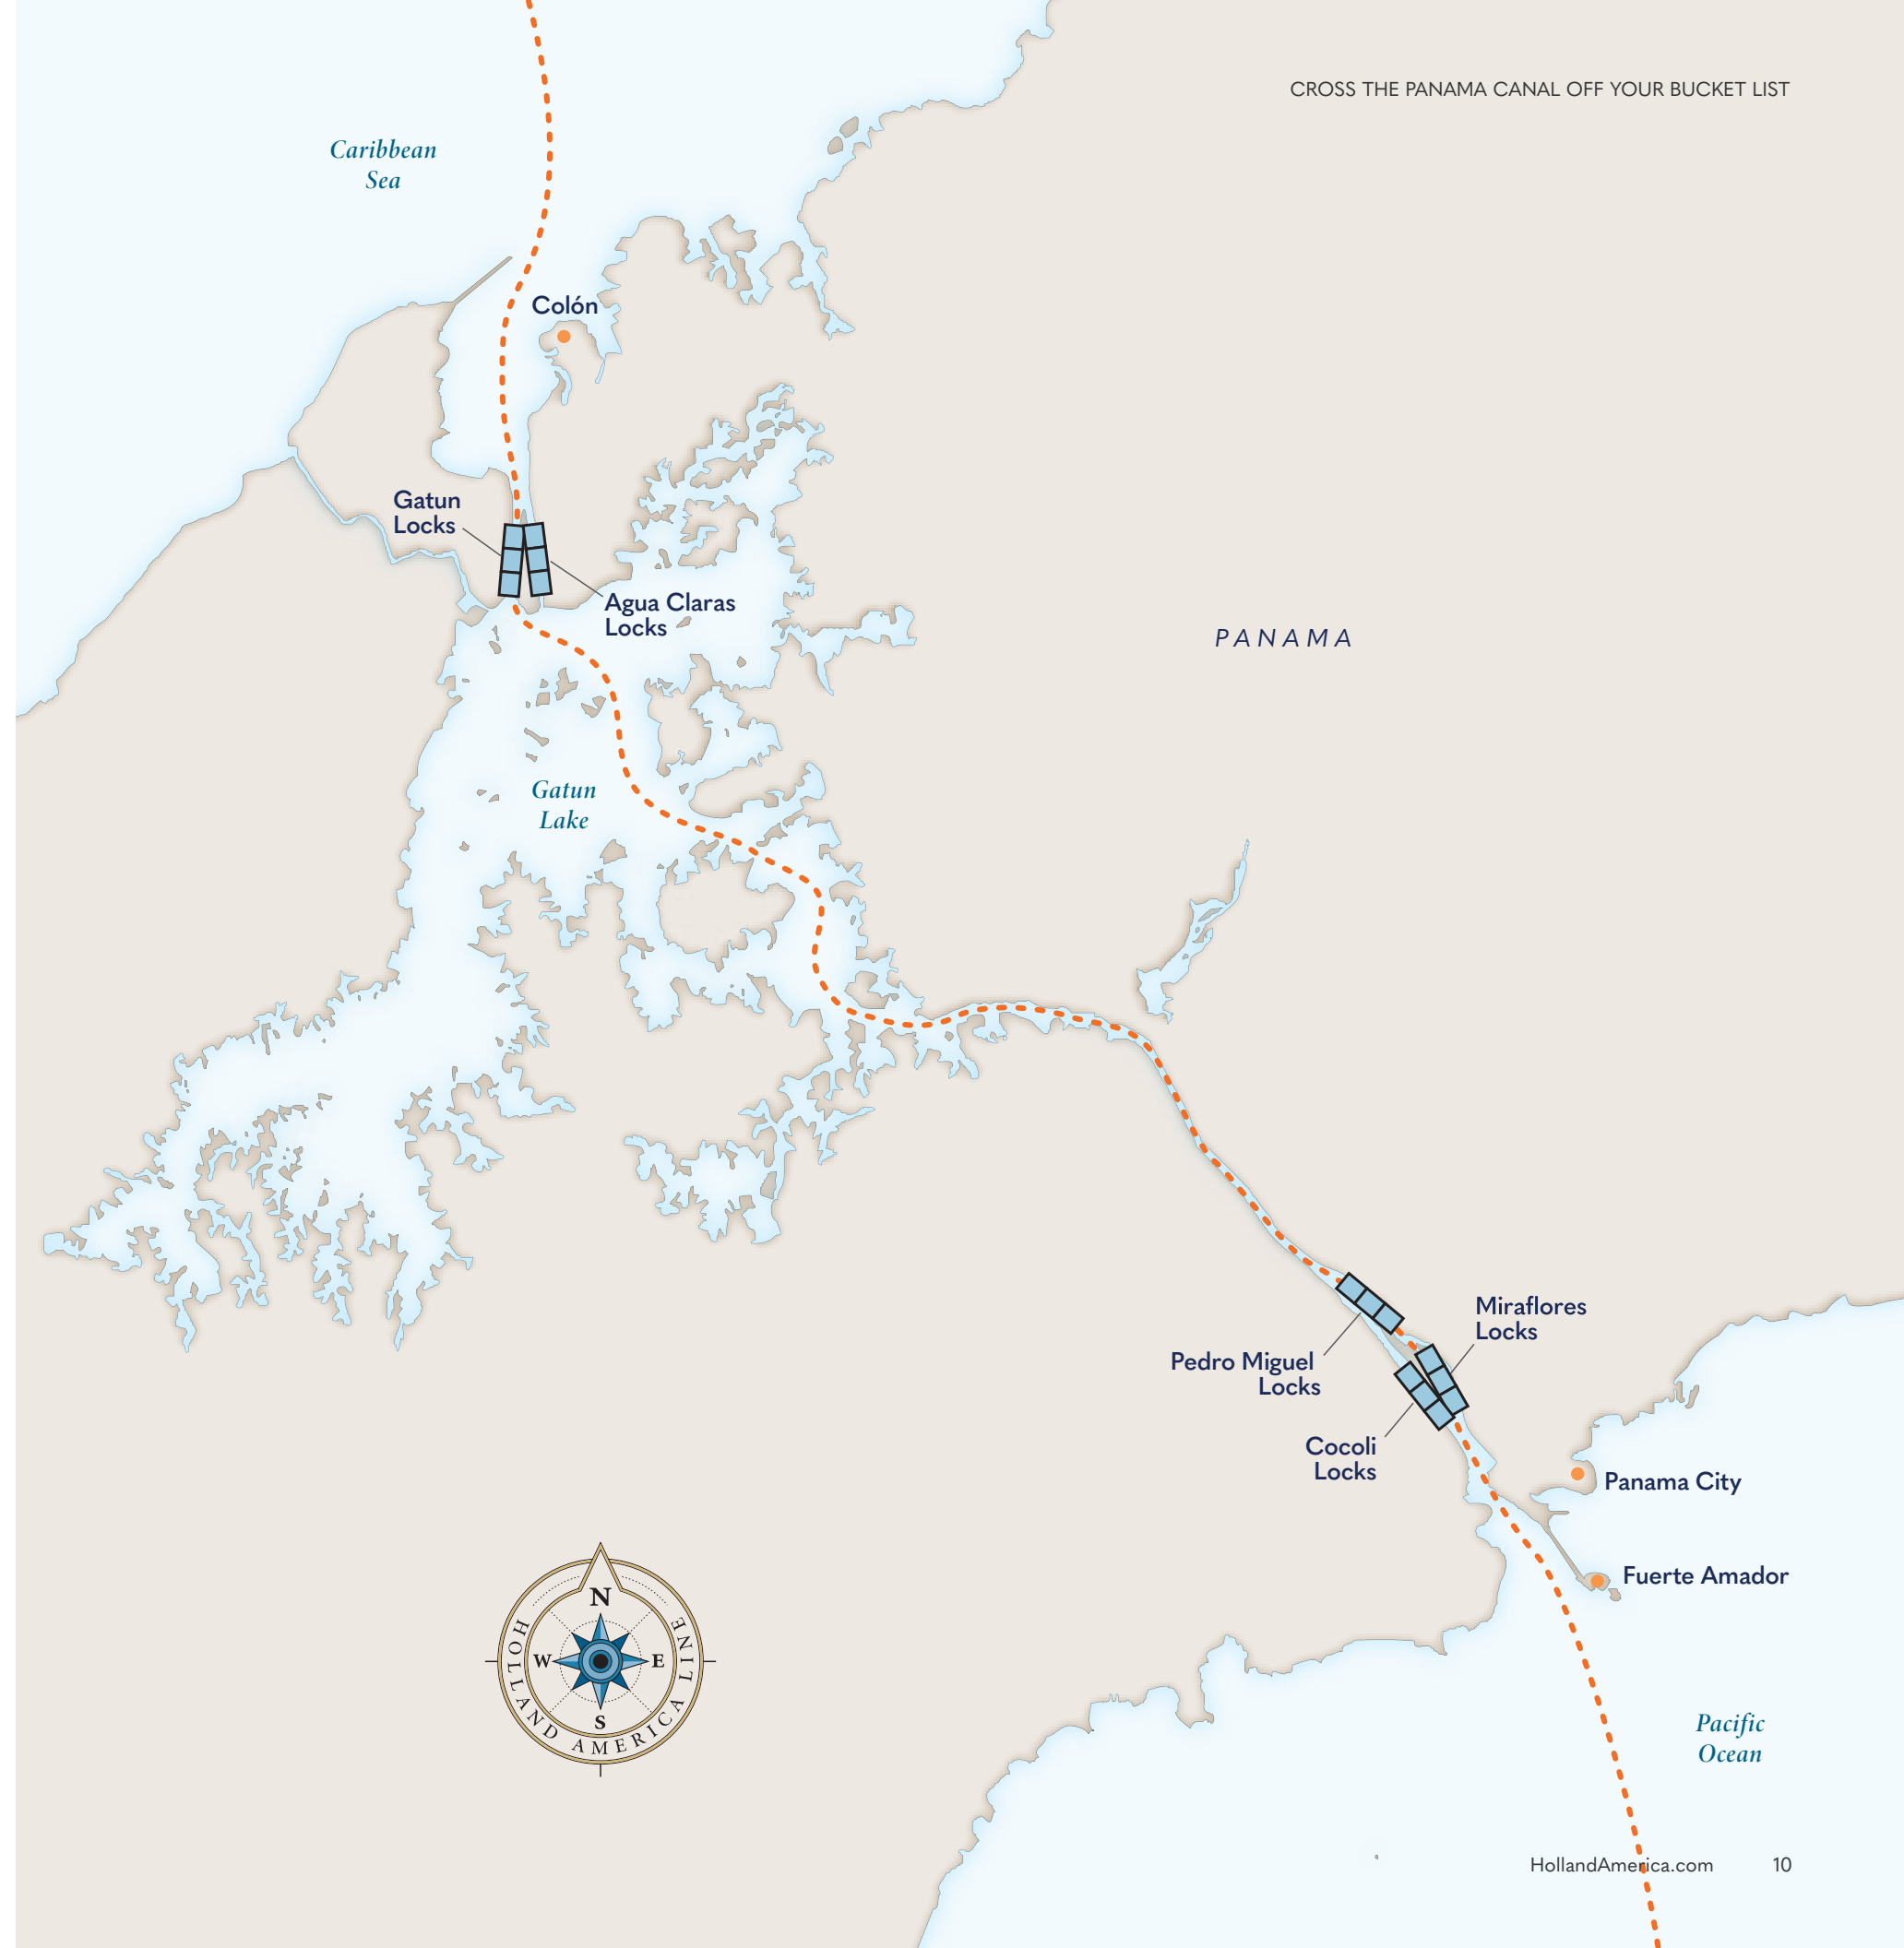 CROSS THE PANAMA CANAL OFF YOUR BUCKET LIST
Caribbean
Sea
Colón
Gatun
Locks
Agua Claras
Locks
PANAMA
Gatun
Lake
Miraflores
Locks
Pedro Miguel
Locks
Cocoli
Locks
Panama City
Fuerte Amador
N
W
E
S
HOLLAND AMERICA LINE
Pacific
Ocean
HollandAmerica.com
10